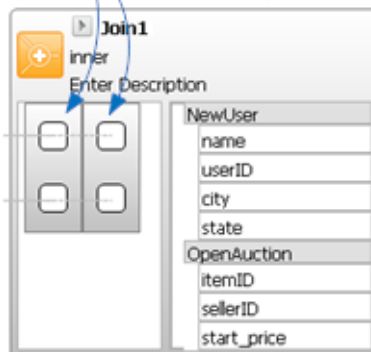 Join1
inner
Enter Description
NewUser
name
userID
city
state
OpenAuction
itemID
sellerID
start_price